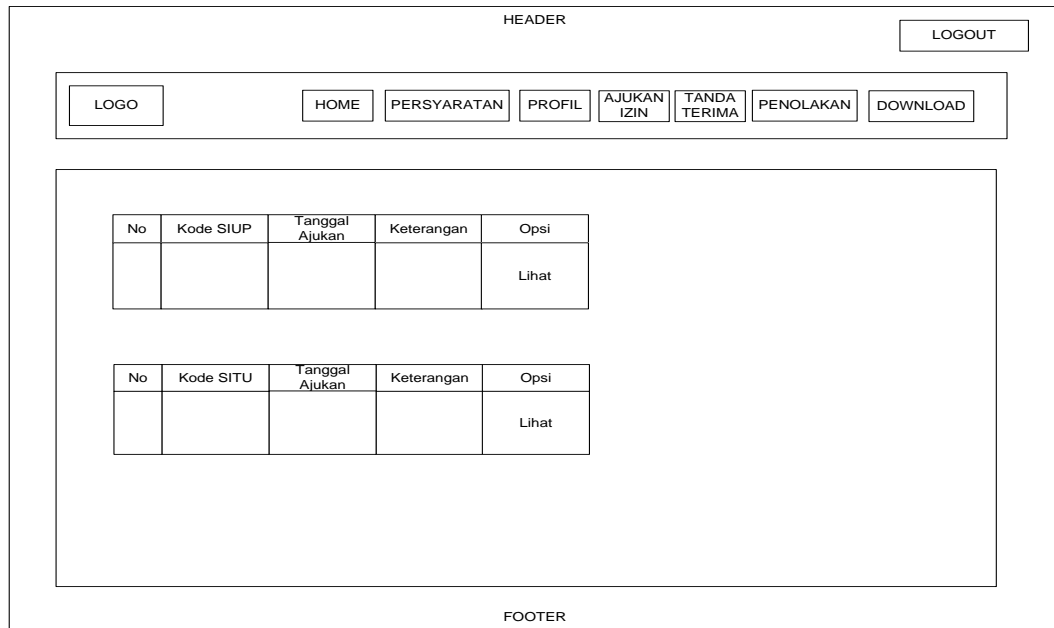 HEADER
LOGOUT
LOGO
HOME
PERSYARATAN
PROFIL
AJUKAN
IZIN
TANDA
TERIMA
PENOLAKAN
DOWNLOAD
No Kode SIUP Tanggal
Ajukan Keterangan Opsi
Lihat
No Kode SITU Tanggal
Ajukan Keterangan Opsi
Lihat
FOOTER